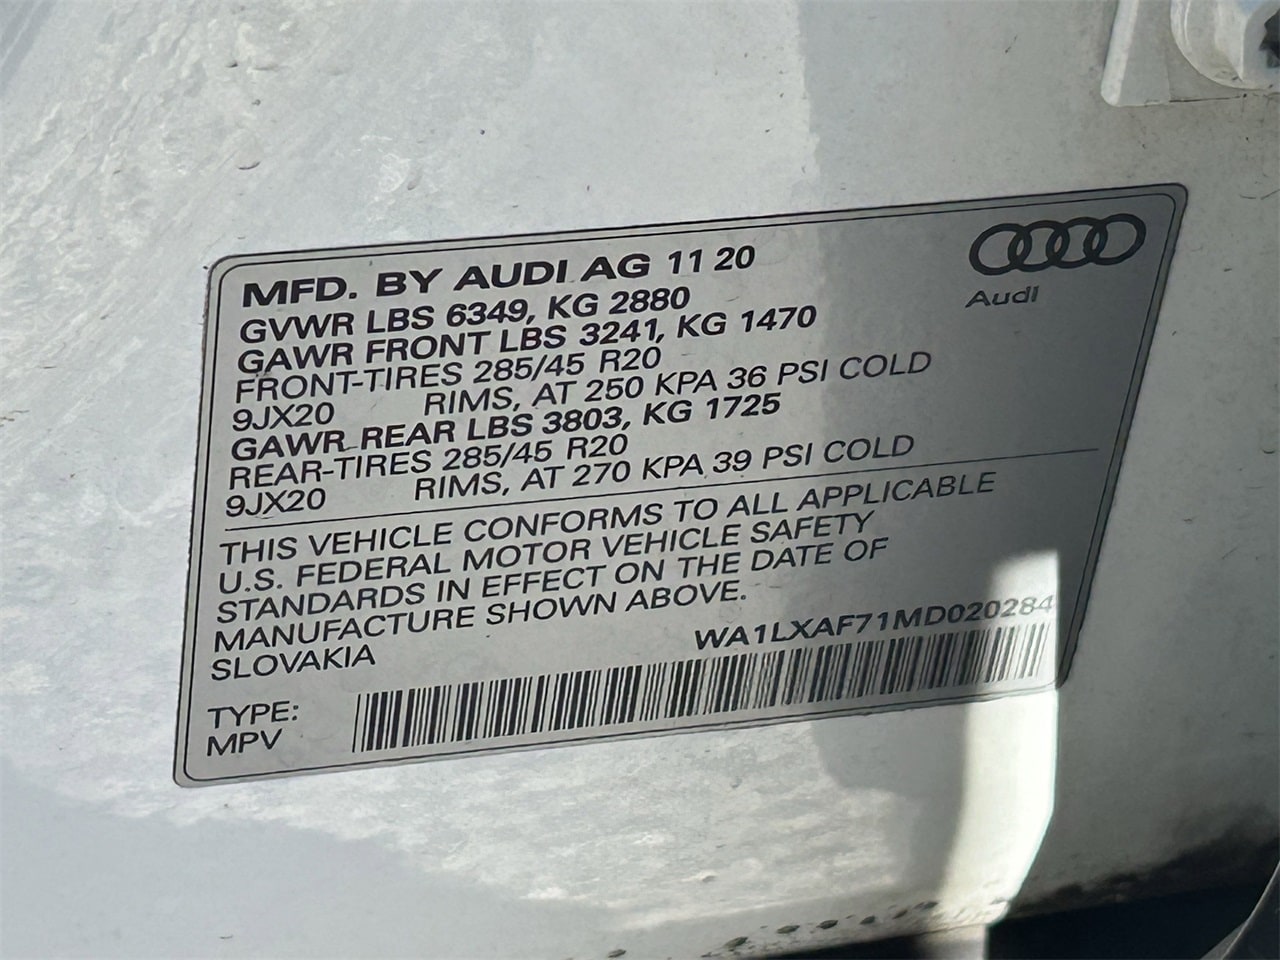 MFD. BY AUDI AG 11 20
Audi
GVWR LBS 6349, KG 2880
GAWR FRONT LBS 3241, KG 1470
FRONT-TIRES 285/45 R20
9JX20 RIMS, AT 250 KPA 36 PSI COLD
GAWR REAR LBS 3803, KG 1725
REAR-TIRES 285/45 R20
9JX20 RIMS, AT 270 KPA 39 PSI COLD
THIS VEHICLE CONFORMS TO ALL APPLICABLE
U.S. FEDERAL MOTOR VEHICLE SAFETY
STANDARDS IN EFFECT ON THE DATE OF
MANUFACTURE SHOWN ABOVE.
SLOVAKIA
WA1LXAF71MD020284
TYPE:
MPV